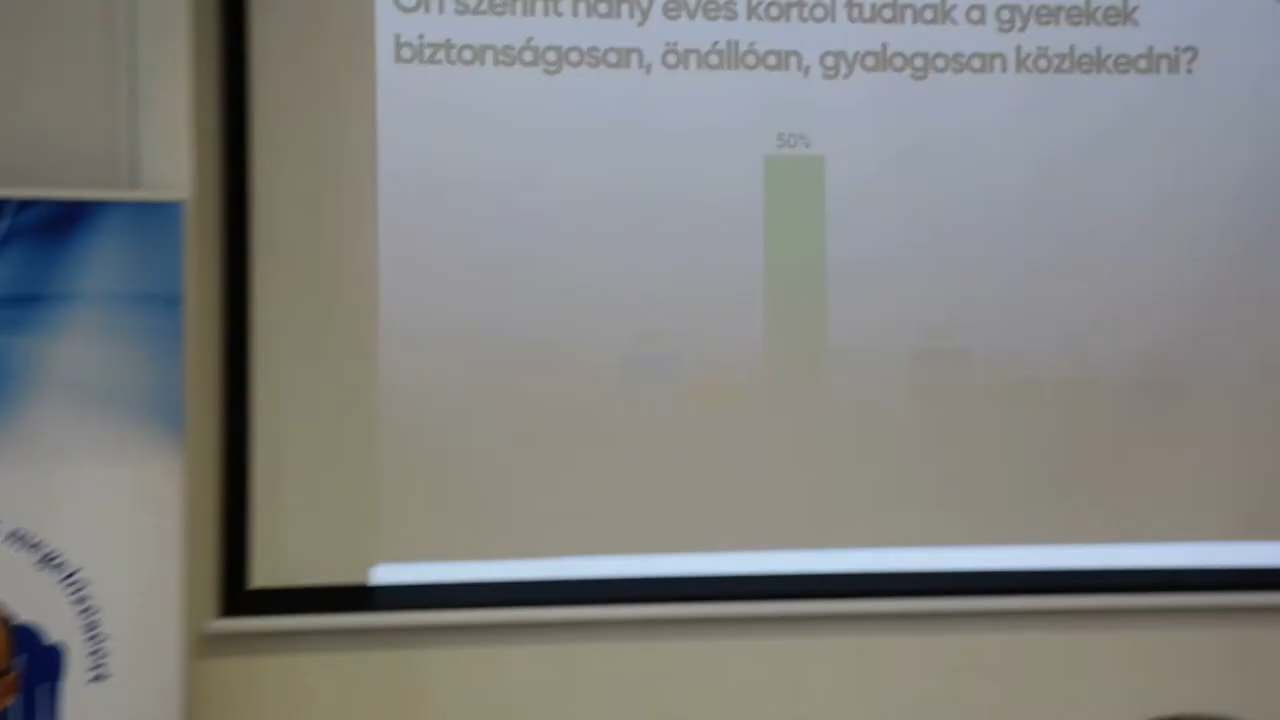 Ön szerint hány éves kortól tudnak a gyerekek
biztonságosan, önállóan, gyalogosan közlekedni?
50%